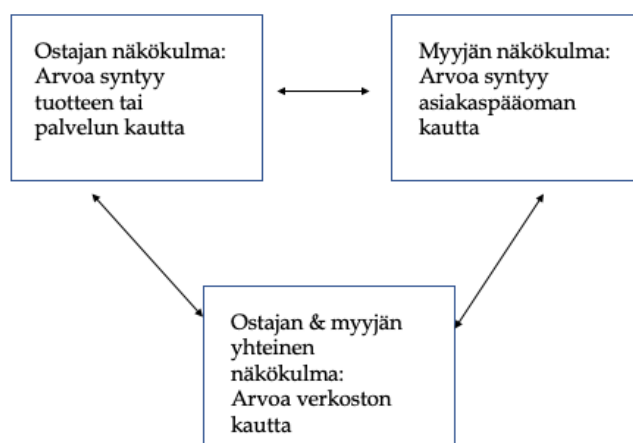 Ostajan näkökulma:
Arvoa syntyy
tuotteen tai
palvelun kautta
Myyjän näkökulma:
Arvoa syntyy
asiakaspääoman
kautta
Ostajan & myyjän
yhteinen
näkökulma:
Arvoa verkoston
kautta